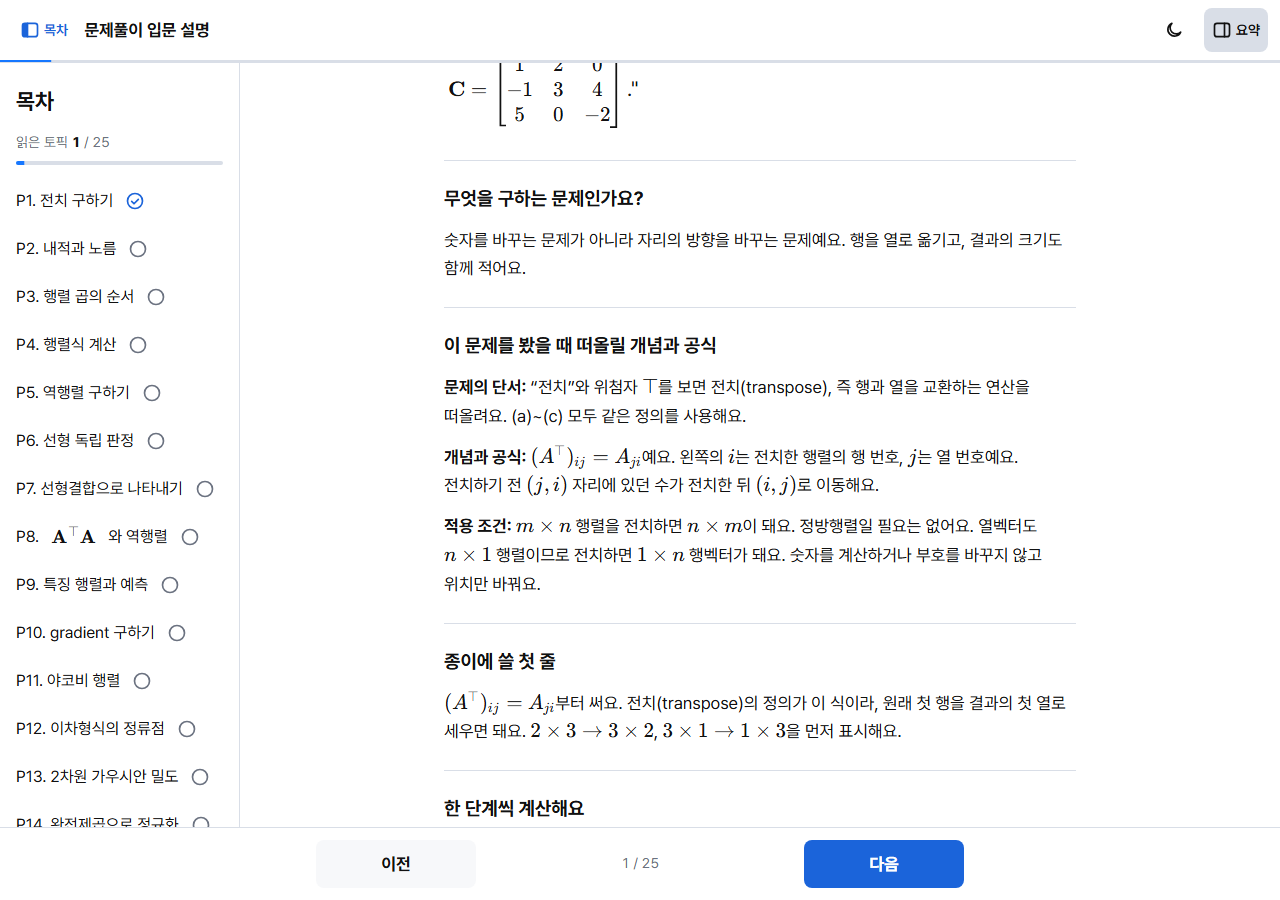 목차 문제풀이 입문 설명 요약
목차
읽은 토픽 1 / 25
P1. 전치 구하기
P2. 내적과 노름
P3. 행렬 곱의 순서
P4. 행렬식 계산
P5. 역행렬 구하기
P6. 선형 독립 판정
P7. 선형결합으로 나타내기
P8. A⊤A 와 역행렬
P9. 특징 행렬과 예측
P10. gradient 구하기
P11. 야코비 행렬
P12. 이차형식의 정류점
P13. 2차원 가우시안 밀도
P14. 완전제곱으로 정규화
1 2 0
C = −1 3 4 ."
5 0 −2
무엇을 구하는 문제인가요?
숫자를 바꾸는 문제가 아니라 자리의 방향을 바꾸는 문제예요. 행을 열로 옮기고, 결과의 크기도
함께 적어요.
이 문제를 봤을 때 떠올릴 개념과 공식
문제의 단서: “전치”와 위첨자 ⊤를 보면 전치(transpose), 즉 행과 열을 교환하는 연산을
떠올려요. (a)~(c) 모두 같은 정의를 사용해요.
개념과 공식: (A⊤)ij = Aji예요. 왼쪽의 i는 전치한 행렬의 행 번호, j는 열 번호예요.
전치하기 전 (j, i) 자리에 있던 수가 전치한 뒤 (i, j)로 이동해요.
적용 조건: m × n 행렬을 전치하면 n × m이 돼요. 정방행렬일 필요는 없어요. 열벡터도
n × 1 행렬이므로 전치하면 1 × n 행벡터가 돼요. 숫자를 계산하거나 부호를 바꾸지 않고
위치만 바꿔요.
종이에 쓸 첫 줄
(A⊤)ij = Aji부터 써요. 전치(transpose)의 정의가 이 식이라, 원래 첫 행을 결과의 첫 열로
세우면 돼요. 2 × 3 → 3 × 2, 3 × 1 → 1 × 3을 먼저 표시해요.
한 단계씩 계산해요
이전 1 / 25 다음